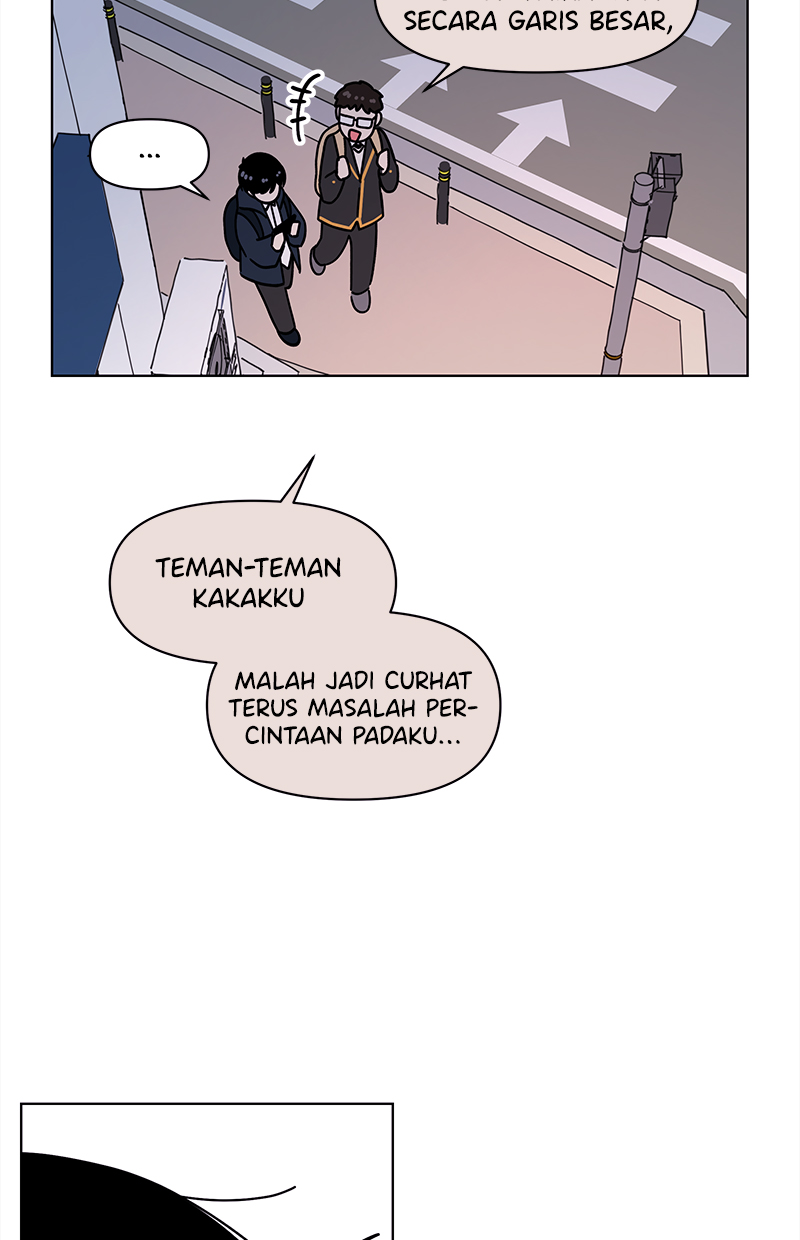 SECARA GARIS BESAR,
...
TEMAN-TEMAN
KAKAKKU
MALAH JADI CURHAT
TERUS MASALAH PER-
CINTAAN PADAKU...